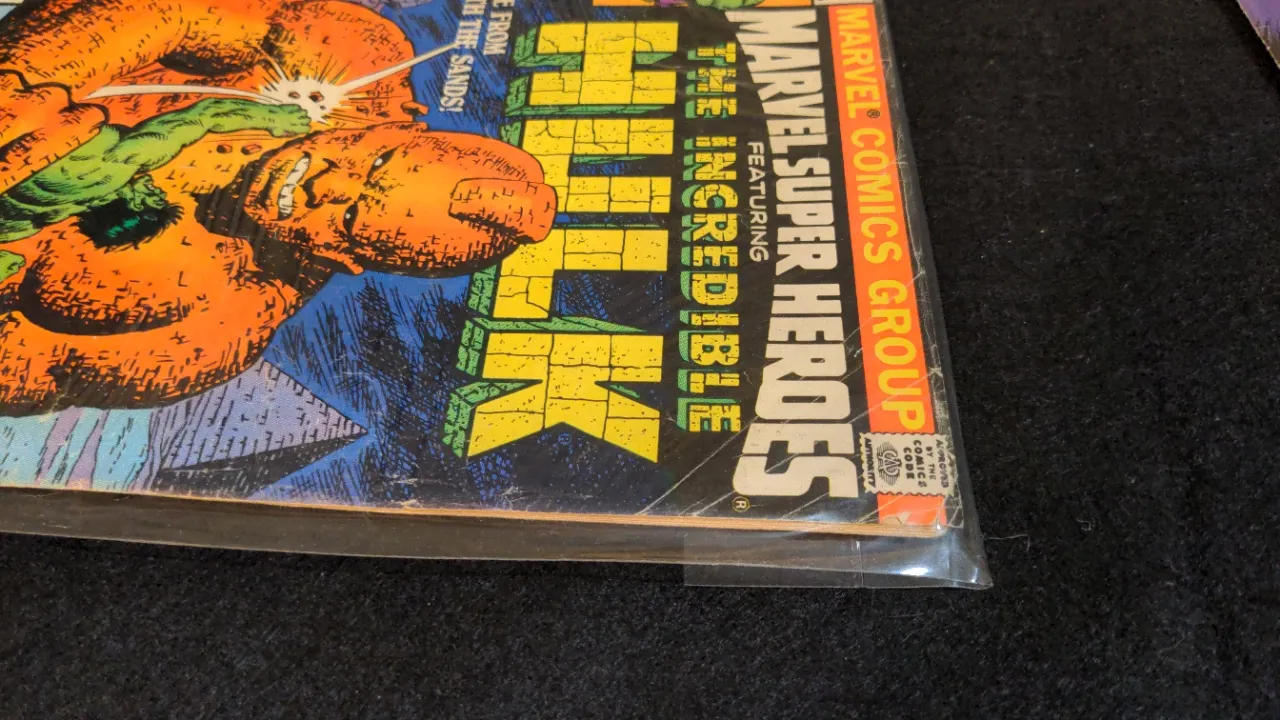 MARVEL® COMICS GROUP
APPROVED
BY THE
COMICS
CODE
AUTHORITY
MARVEL SUPER HEROES®
FEATURING
THE INCREDIBLE
HULK®
FROM
THE SANDS!